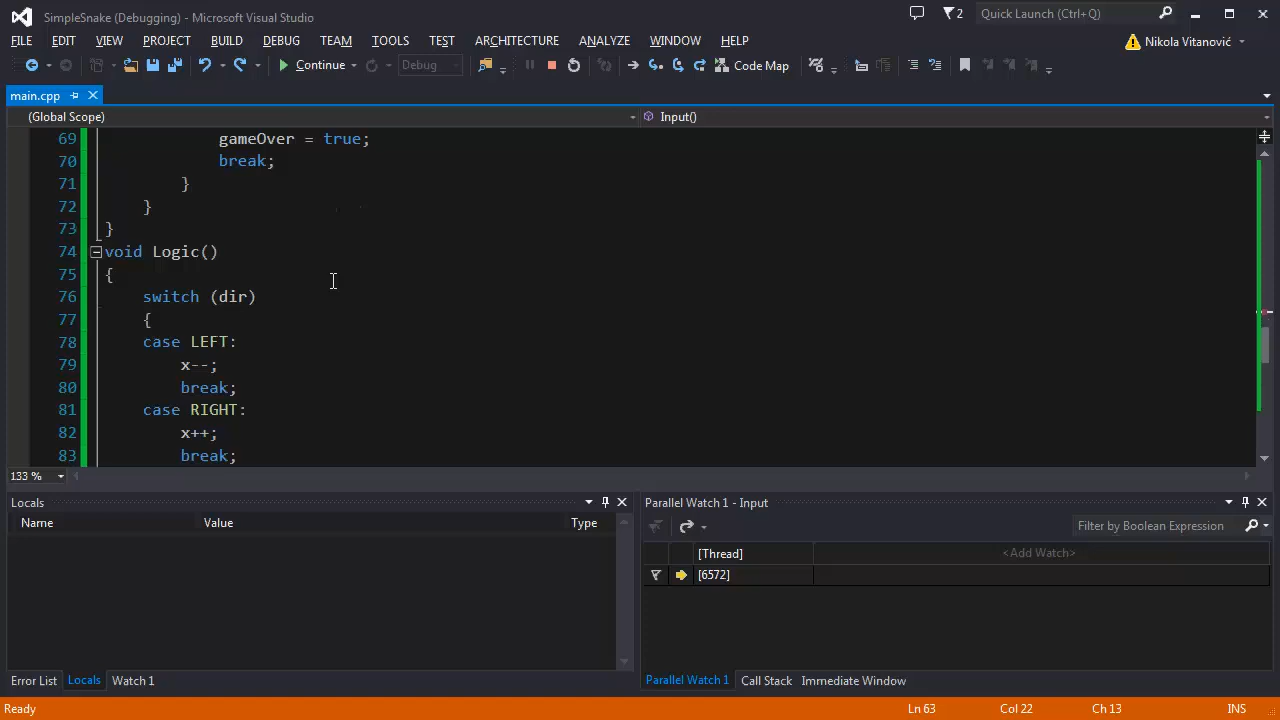 SimpleSnake (Debugging) - Microsoft Visual Studio
2
Quick Launch (Ctrl+Q)
FILE EDIT VIEW PROJECT BUILD DEBUG TEAM TOOLS TEST ARCHITECTURE ANALYZE WINDOW HELP
Nikola Vitanović
Continue Debug Code Map
main.cpp
(Global Scope) Input()
69 gameOver = true;
70 break;
71 }
72 }
73 }
74 void Logic()
75 {
76 switch (dir)
77 {
78 case LEFT:
79 x--;
80 break;
81 case RIGHT:
82 x++;
83 break;
133 %
Locals
Name Value Type
Parallel Watch 1 - Input
Filter by Boolean Expression
[Thread] <Add Watch>
[6572]
Error List Locals Watch 1
Parallel Watch 1 Call Stack Immediate Window
Ready Ln 63 Col 22 Ch 13 INS